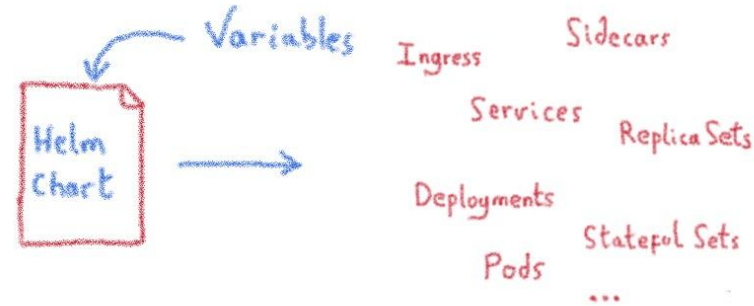 Variables
Helm
Chart
Ingress
Sidecars
Services
Replica Sets
Deployments
Stateful Sets
Pods
...